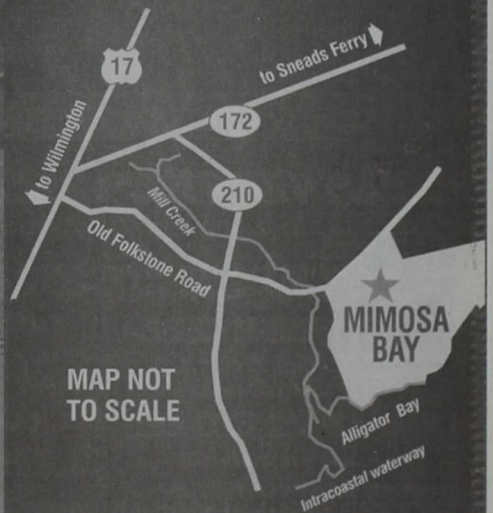 17
to Sneads Ferry
172
to Wilmington
210
Mill Creek
Old Folkstone Road
MIMOSA
BAY
MAP NOT
TO SCALE
Alligator Bay
Intracoastal waterway